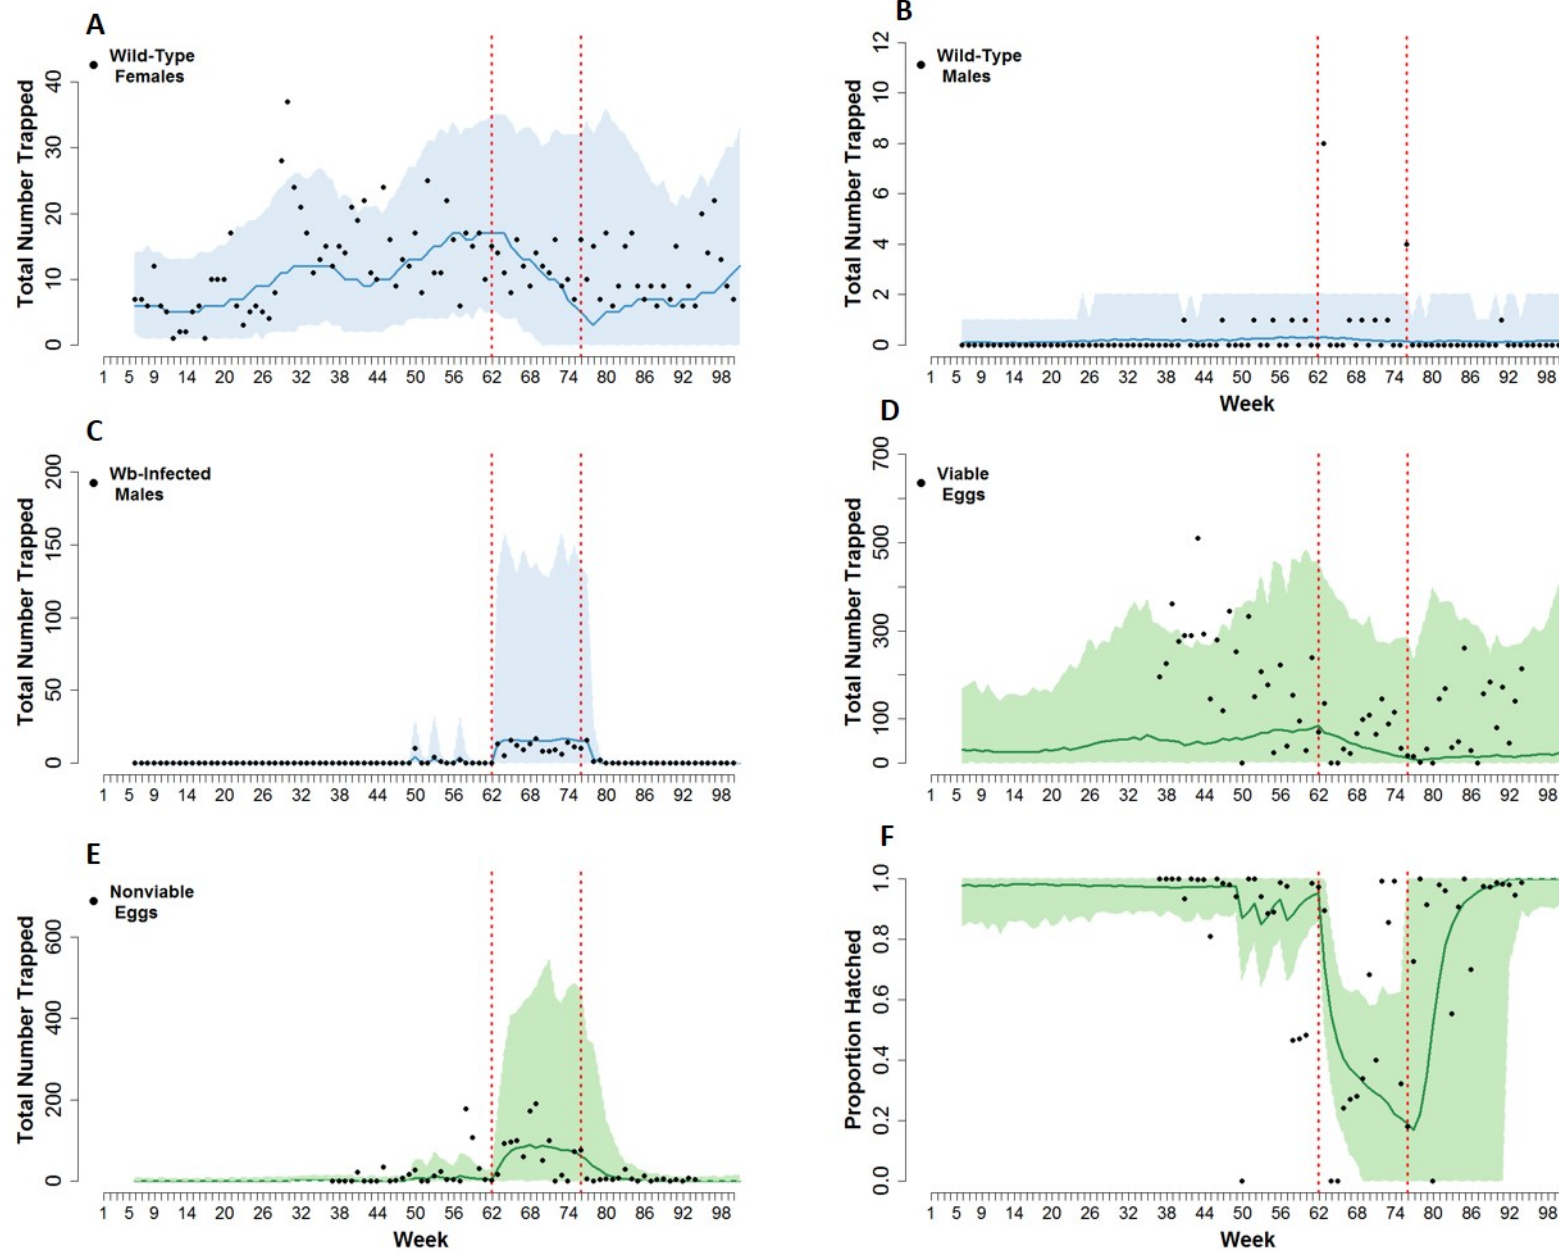 A
Wild-Type
Females
Total Number Trapped
40
30
20
10
0
1 5 9 14 20 26 32 38 44 50 56 62 68 74 80 86 92 98
B
Wild-Type
Males
Total Number Trapped
12
10
8
6
4
2
0
1 5 9 14 20 26 32 38 44 50 56 62 68 74 80 86 92 98
Week
C
Wb-Infected
Males
Total Number Trapped
200
150
100
50
0
1 5 9 14 20 26 32 38 44 50 56 62 68 74 80 86 92 98
D
Viable
Eggs
Total Number Trapped
700
500
300
100
0
1 5 9 14 20 26 32 38 44 50 56 62 68 74 80 86 92 98
E
Nonviable
Eggs
Total Number Trapped
600
400
200
0
1 5 9 14 20 26 32 38 44 50 56 62 68 74 80 86 92 98
Week
F
Proportion Hatched
1.0
0.8
0.6
0.4
0.2
0.0
1 5 9 14 20 26 32 38 44 50 56 62 68 74 80 86 92 98
Week